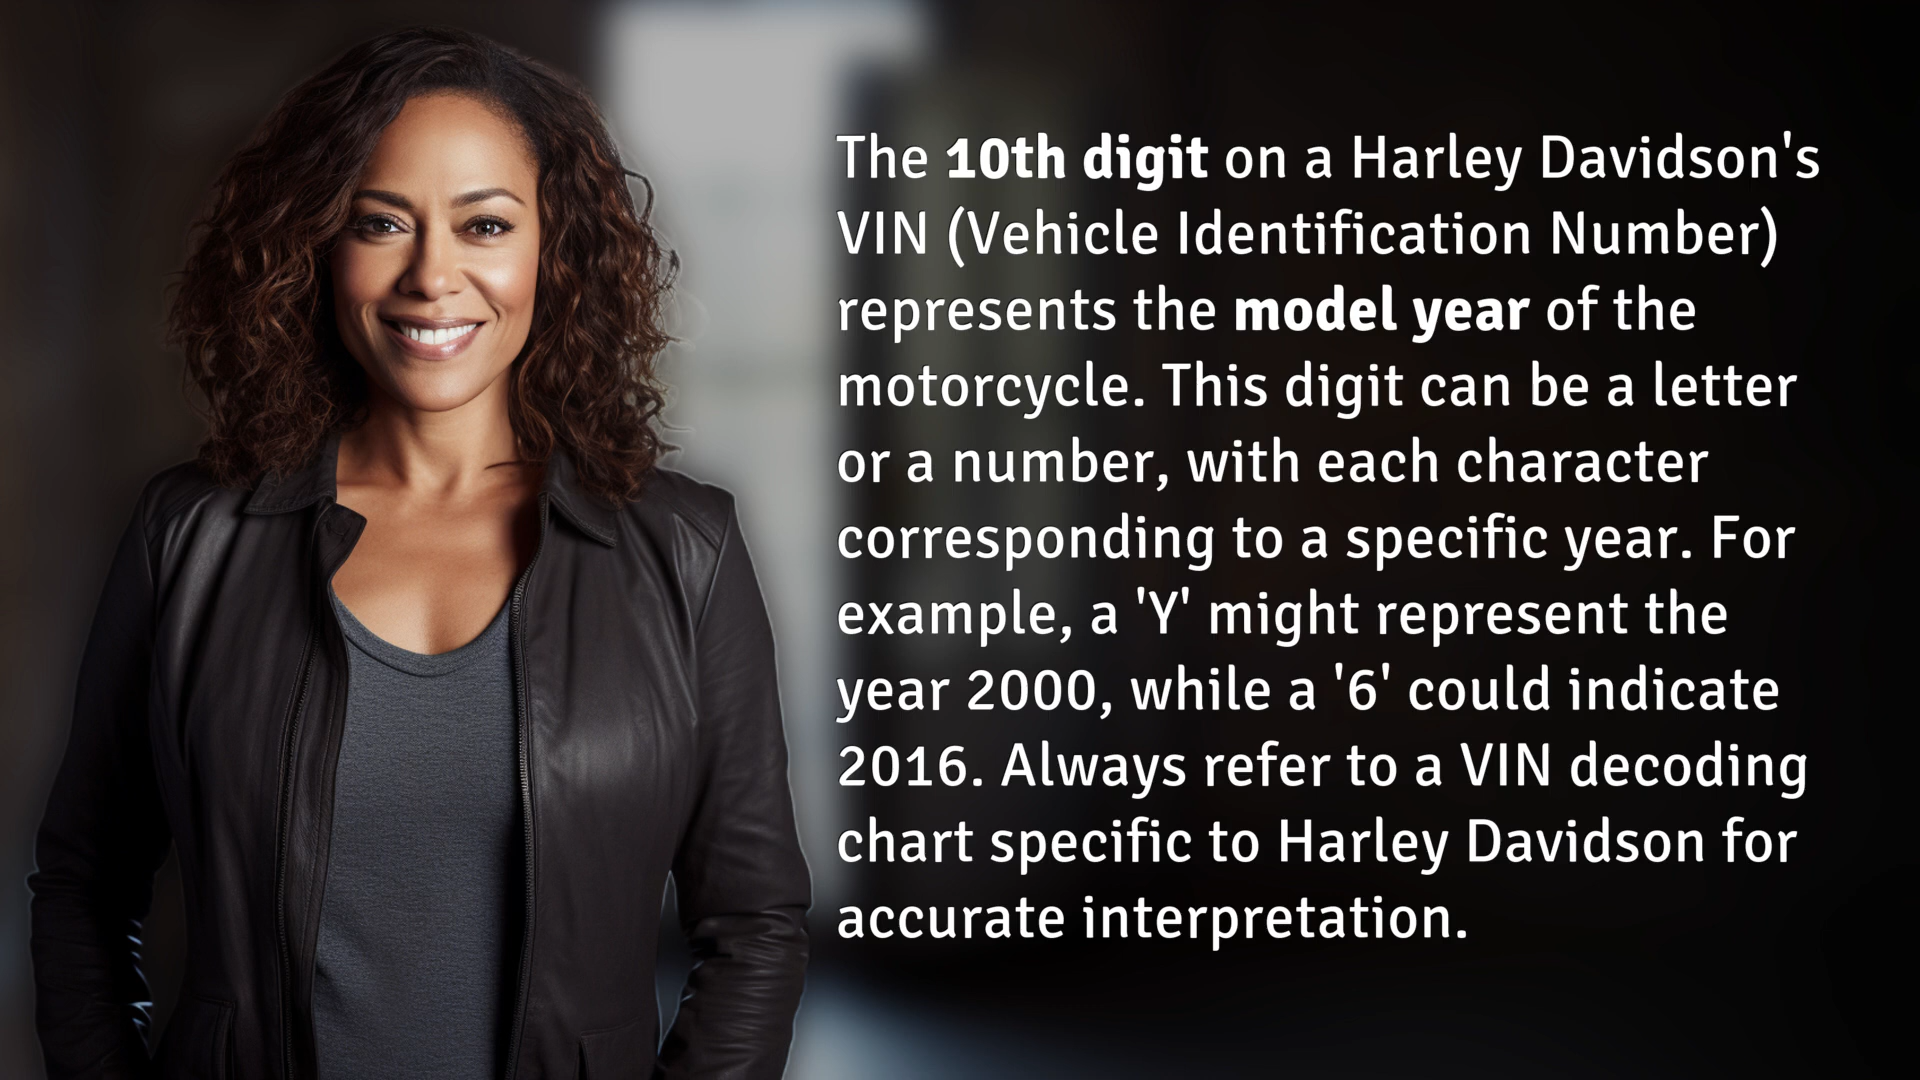 The 10th digit on a Harley Davidson's
VIN (Vehicle Identification Number)
represents the model year of the
motorcycle. This digit can be a letter
or a number, with each character
corresponding to a specific year. For
example, a 'Y' might represent the
year 2000, while a '6' could indicate
2016. Always refer to a VIN decoding
chart specific to Harley Davidson for
accurate interpretation.